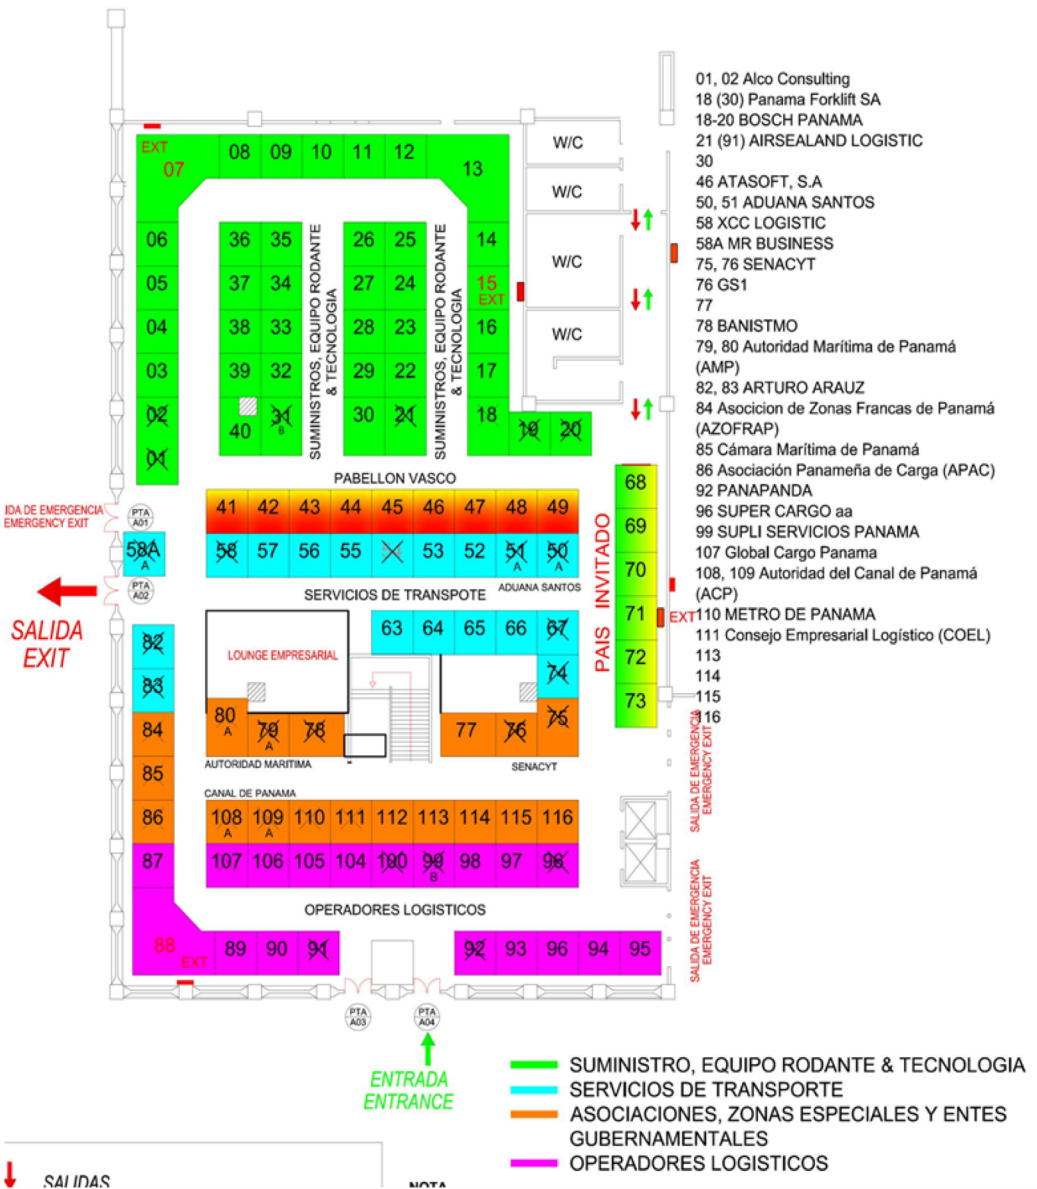 01, 02 Alco Consulting
18 (30) Panama Forklift SA
18-20 BOSCH PANAMA
21 (91) AIRSEALAND LOGISTIC
30
46 ATASOFT, S.A
50, 51 ADUANA SANTOS
58 XCC LOGISTIC
58A MR BUSINESS
75, 76 SENACYT
76 GS1
77
78 BANISTMO
79, 80 Autoridad Marítima de Panamá
(AMP)
82, 83 ARTURO ARAUZ
84 Asocicion de Zonas Francas de Panamá
(AZOFRAP)
85 Cámara Marítima de Panamá
86 Asociación Panameña de Carga (APAC)
92 PANAPANDA
96 SUPER CARGO aa
99 SUPLI SERVICIOS PANAMA
107 Global Cargo Panama
108, 109 Autoridad del Canal de Panamá
(ACP)
110 METRO DE PANAMA
111 Consejo Empresarial Logístico (COEL)
113
114
115
116
EXT
07 08 09 10 11 12 13
W/C
W/C
W/C
W/C
06 36 35 26 25 14
05 37 34 27 24 15
EXT
04 38 33 28 23 16
03 39 32 29 22 17
02 40 31 30 21 18 19 20
B
01
SUMINISTROS, EQUIPO RODANTE
& TECNOLOGIA
SUMINISTROS, EQUIPO RODANTE
& TECNOLOGIA
PABELLON VASCO
41 42 43 44 45 46 47 48 49
58 57 56 55 54 53 52 51 50
A A
58A
A
IDA DE EMERGENCIA
EMERGENCY EXIT
PTA
A01
PTA
A02
SALIDA
EXIT
ADUANA SANTOS
SERVICIOS DE TRANSPOTE
63 64 65 66 67
74
LOUNGE EMPRESARIAL
80 79 78 77 76 75
A A
AUTORIDAD MARITIMA
SENACYT
PAIS INVITADO
68
69
70
71
72
73
EXT
82
83
84
85
86
87
88
EXT
CANAL DE PANAMA
108 109 110 111 112 113 114 115 116
A A
107 106 105 104 100 99 98 97 96
B
OPERADORES LOGISTICOS
89 90 91 92 93 96 94 95
SALIDA DE EMERGENCIA
EMERGENCY EXIT
SALIDA DE EMERGENCIA
EMERGENCY EXIT
PTA
A03
PTA
A04
ENTRADA
ENTRANCE
SUMINISTRO, EQUIPO RODANTE & TECNOLOGIA
SERVICIOS DE TRANSPORTE
ASOCIACIONES, ZONAS ESPECIALES Y ENTES
GUBERNAMENTALES
OPERADORES LOGISTICOS
SALIDAS
NOTA